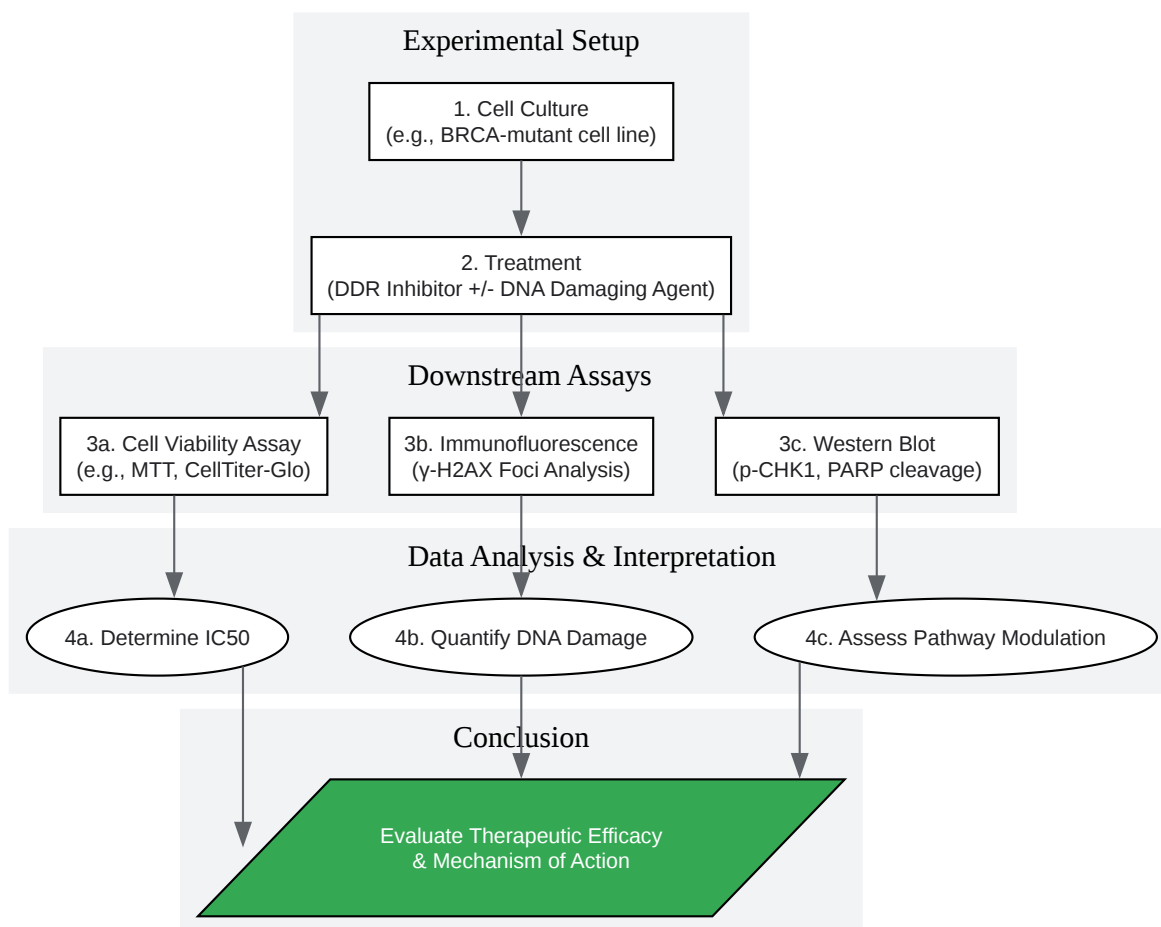 Experimental Setup
1. Cell Culture
(e.g., BRCA-mutant cell line)
2. Treatment
(DDR Inhibitor +/- DNA Damaging Agent)
Downstream Assays
3a. Cell Viability Assay
(e.g., MTT, CellTiter-Glo)
3b. Immunofluorescence
(γ-H2AX Foci Analysis)
3c. Western Blot
(p-CHK1, PARP cleavage)
Data Analysis & Interpretation
4a. Determine IC50
4b. Quantify DNA Damage
4c. Assess Pathway Modulation
Conclusion
Evaluate Therapeutic Efficacy
& Mechanism of Action